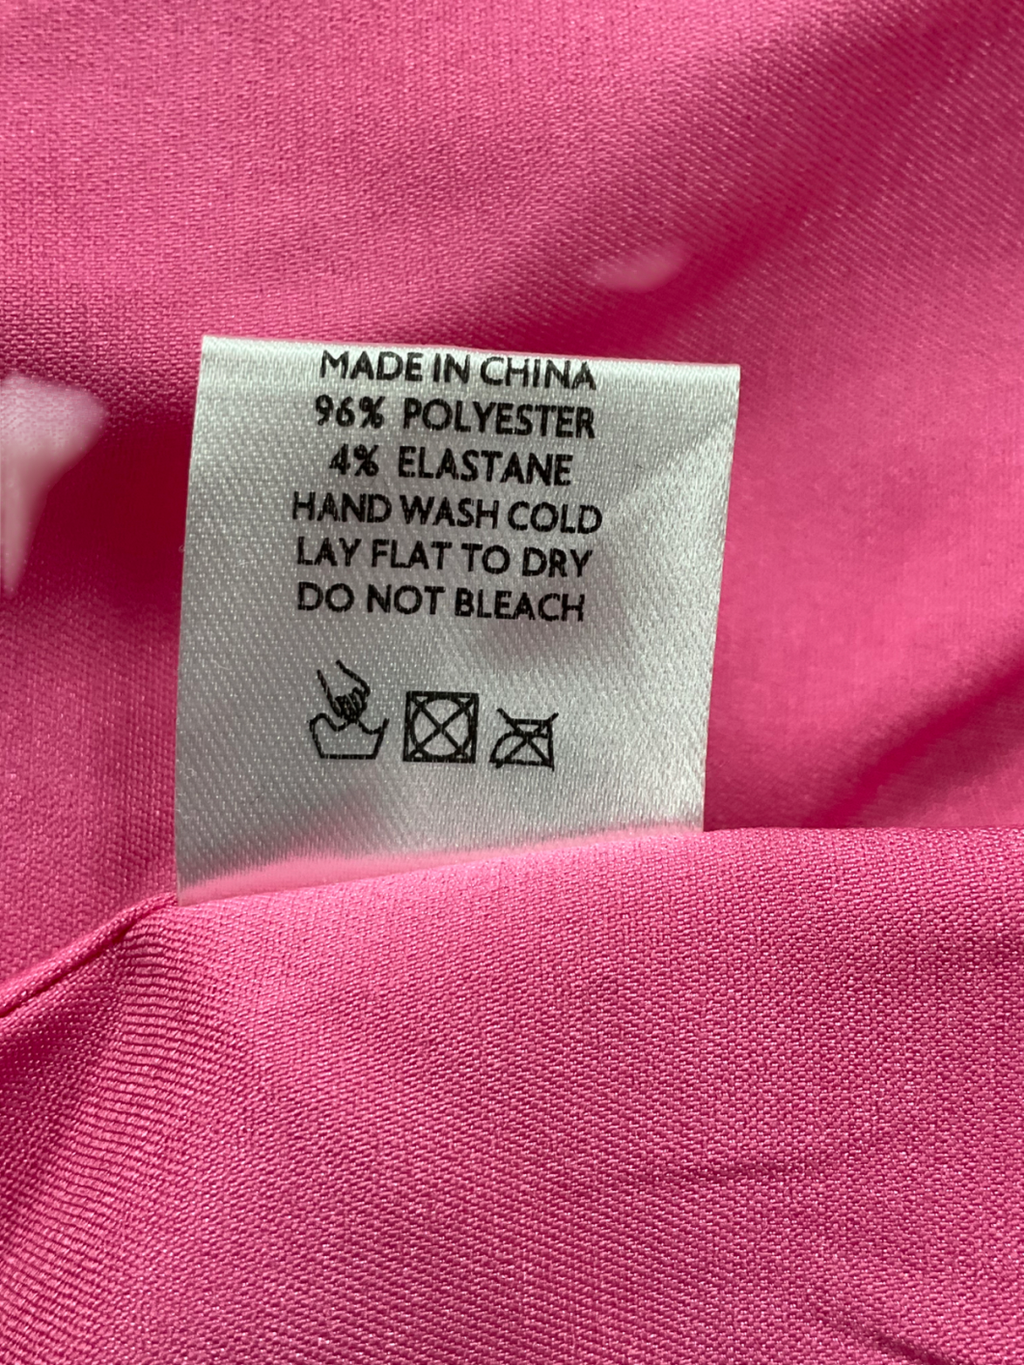 MADE IN CHINA
96% POLYESTER
4% ELASTANE
HAND WASH COLD
LAY FLAT TO DRY
DO NOT BLEACH